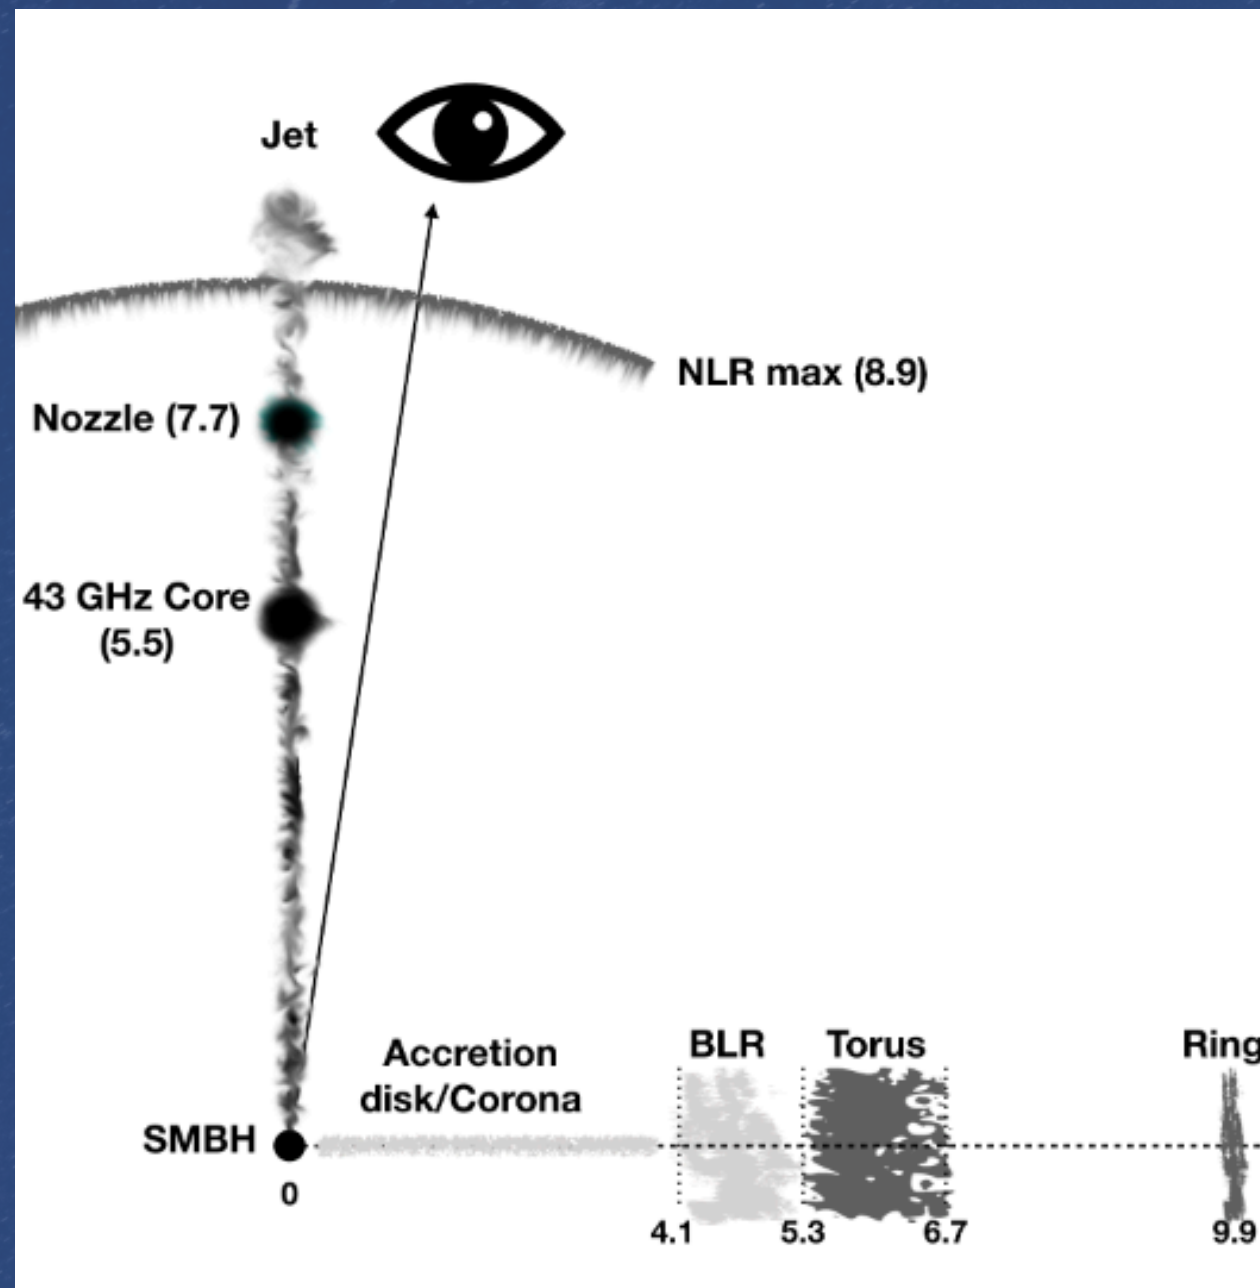 Jet
NLR max (8.9)
Nozzle (7.7)
43 GHz Core
(5.5)
Accretion
disk/Corona
BLR
Torus
Ring
SMBH
0
4.1
5.3
6.7
9.9